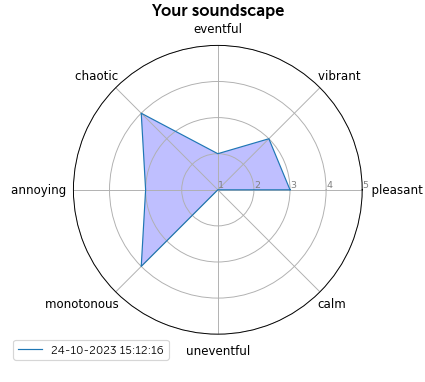 Your soundscape
eventful
chaotic
vibrant
annoying
1 2 3 4 5
pleasant
monotonous
calm
24-10-2023 15:12:16
uneventful